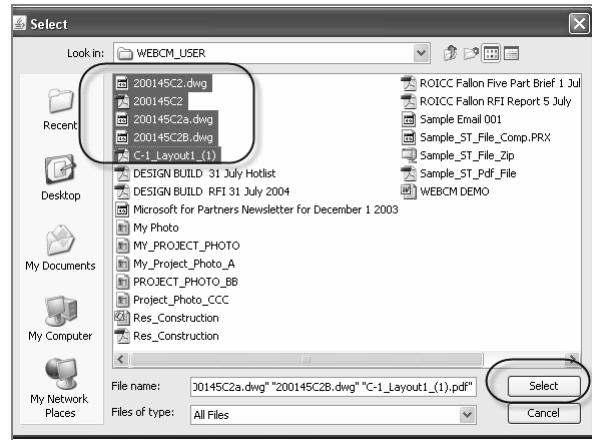 Select
Look in: WEBCM_USER
Recent
Desktop
My Documents
My Computer
My Network
Places
200145C2.dwg
200145C2
200145C2a.dwg
200145C2B.dwg
C-1_Layout1_(1)
DESIGN BUILD 31 July Hotlist
DESIGN BUILD RFI 31 July 2004
Microsoft for Partners Newsletter for December 1 2003
My Photo
MY_PROJECT_PHOTO
My_Project_Photo_A
PROJECT_PHOTO_BB
Project_Photo_CCC
Res_Construction
Res_Construction
ROICC Fallon Five Part Brief 1 Jul
ROICC Fallon RFI Report 5 July
Sample Email 001
Sample_ST_File_Comp.PRX
Sample_ST_File_Zip
Sample_ST_Pdf_File
WEBCM DEMO
File name: 00145C2a.dwg" "200145C2B.dwg" "C-1_Layout1_(1).pdf"
Select
Files of type: All Files
Cancel